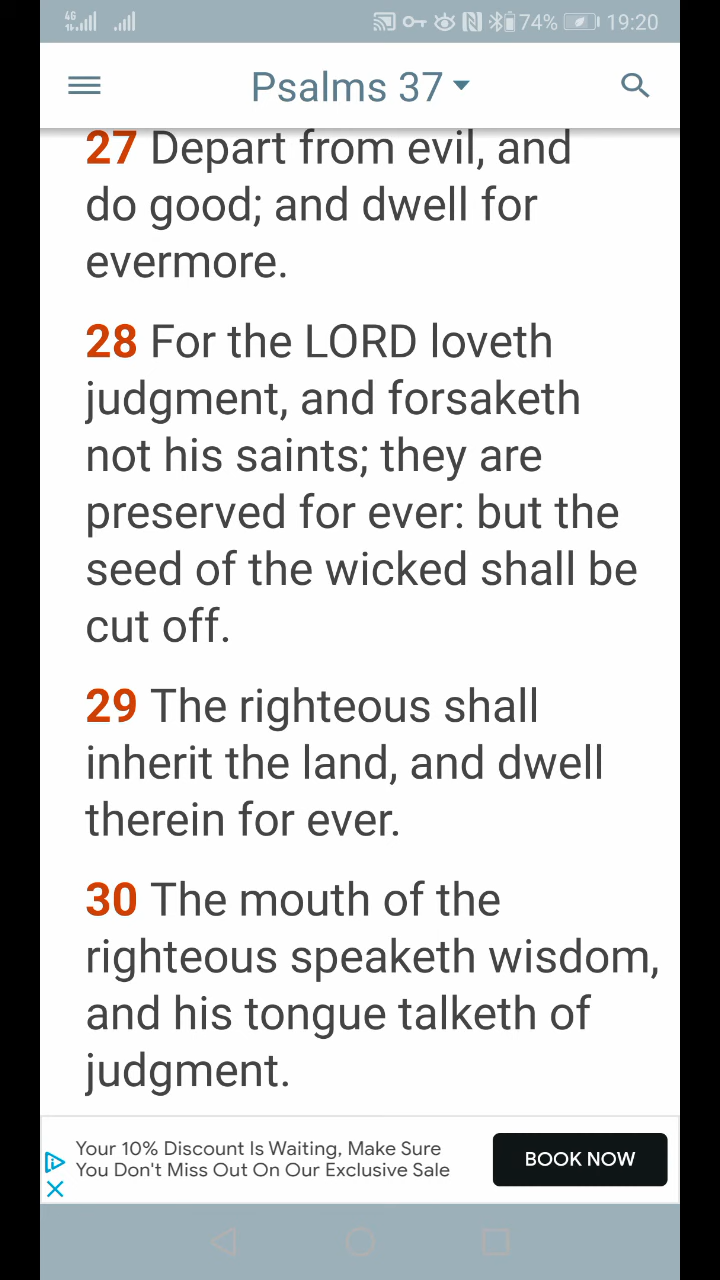 4G 74% 19:20
Psalms 37
27 Depart from evil, and
do good; and dwell for
evermore.
28 For the LORD loveth
judgment, and forsaketh
not his saints; they are
preserved for ever: but the
seed of the wicked shall be
cut off.
29 The righteous shall
inherit the land, and dwell
therein for ever.
30 The mouth of the
righteous speaketh wisdom,
and his tongue talketh of
judgment.
Your 10% Discount Is Waiting, Make Sure
You Don't Miss Out On Our Exclusive Sale
BOOK NOW